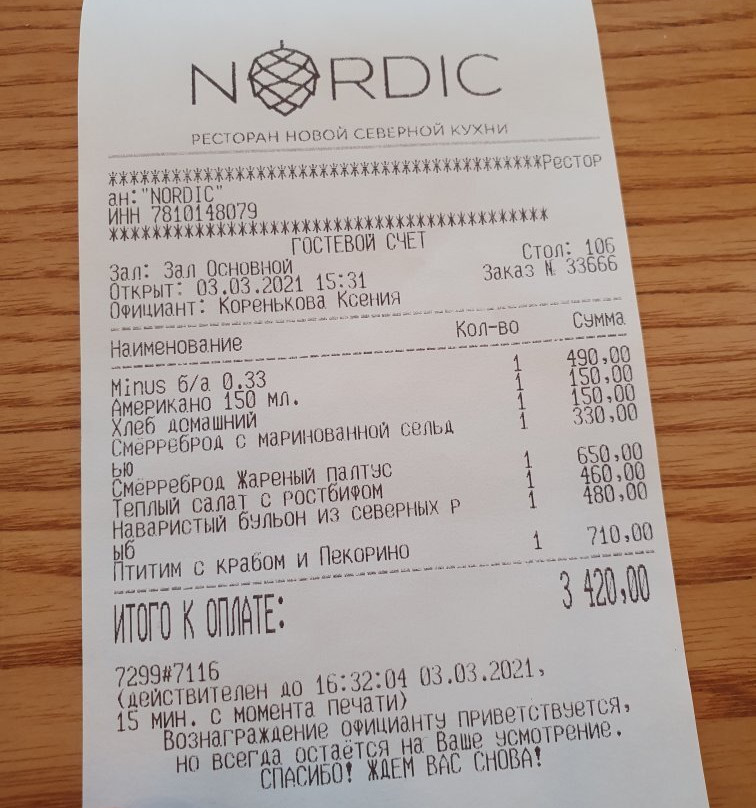 NORDIC
РЕСТОРАН НОВОЙ СЕВЕРНОЙ КУХНИ
****************************************Рестор
ан:"NORDIC"
ИНН 7810148079
*****************************************
ГОСТЕВОЙ СЧЕТ
Зал: Зал Основной Стол: 106
Открыт: 03.03.2021 15:31 Заказ № 33666
Официант: Коренькова Ксения
Наименование Кол-во Сумма
Minus б/а 0.33 1 490,00
Американо 150 мл. 1 150,00
Хлеб домашний 1 150,00
Смёрреброд с маринованной сельд 1 330,00
ью
Смёрреброд Жареный палтус 1 650,00
Теплый салат с ростбифом 1 460,00
Наваристый бульон из северных р 1 480,00
ыб
Птитим с крабом и Пекорино 1 710,00
ИТОГО К ОПЛАТЕ: 3 420,00
7299#7116
(действителен до 16:32:04 03.03.2021,
15 мин. с момента печати)
Вознаграждение официанту приветствуется,
но всегда остаётся на Ваше усмотрение.
СПАСИБО! ЖДЕМ ВАС СНОВА!